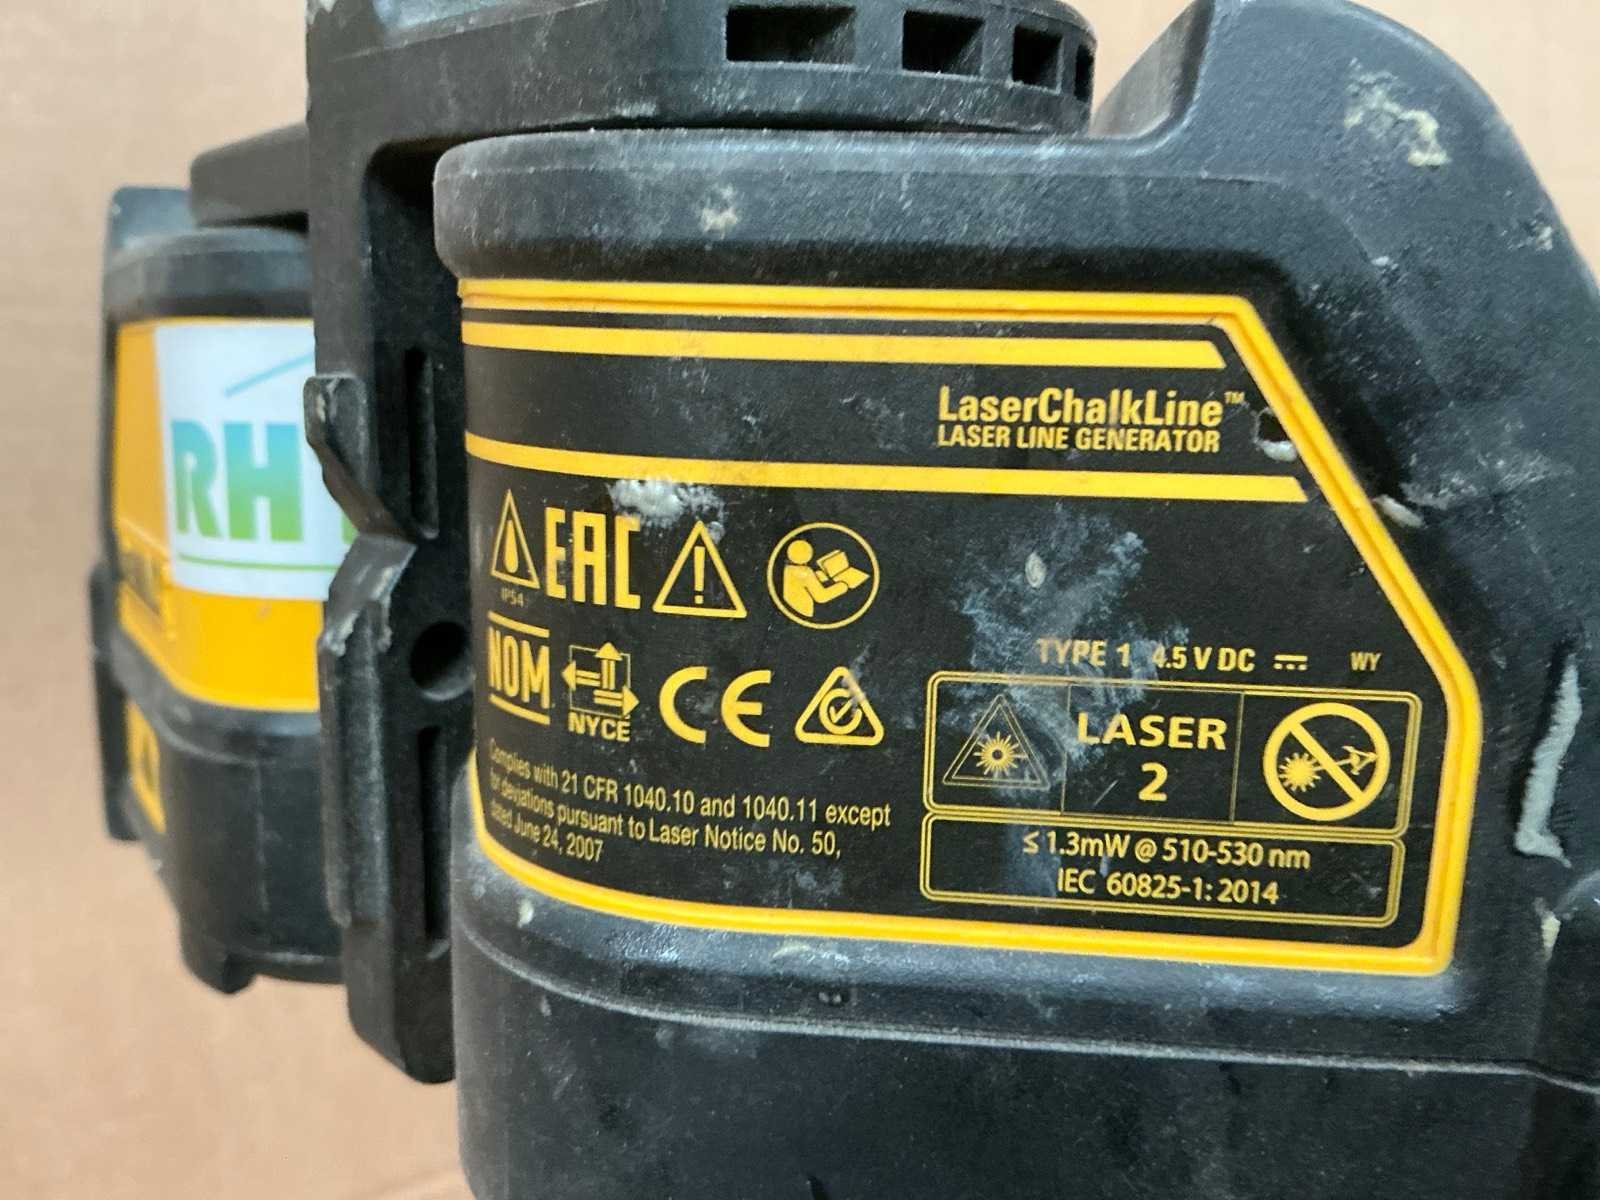 LaserChalkLine™
LASER LINE GENERATOR
EAC
IP54
NOM
NYCE
CE
TYPE 1 4.5 V DC WY
LASER
2
≤ 1.3mW @ 510-530 nm
IEC 60825-1: 2014
Complies with 21 CFR 1040.10 and 1040.11 except
for deviations pursuant to Laser Notice No. 50,
dated June 24, 2007
RH